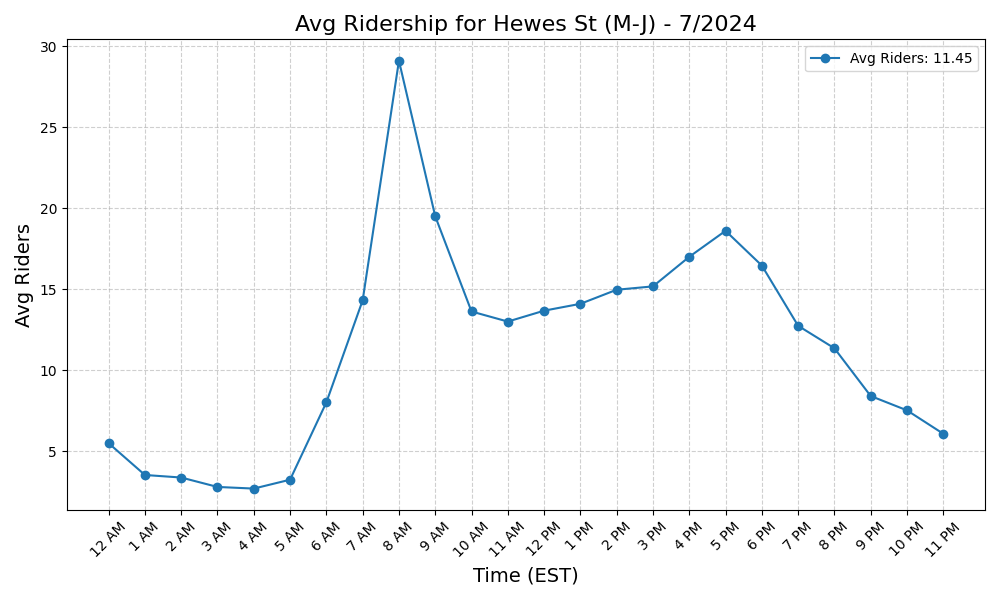 Avg Ridership for Hewes St (M-J) - 7/2024
Avg Riders: 11.45
Avg Riders
30
25
20
15
10
5
12 AM
1 AM
2 AM
3 AM
4 AM
5 AM
6 AM
7 AM
8 AM
9 AM
10 AM
11 AM
12 PM
1 PM
2 PM
3 PM
4 PM
5 PM
6 PM
7 PM
8 PM
9 PM
10 PM
11 PM
Time (EST)